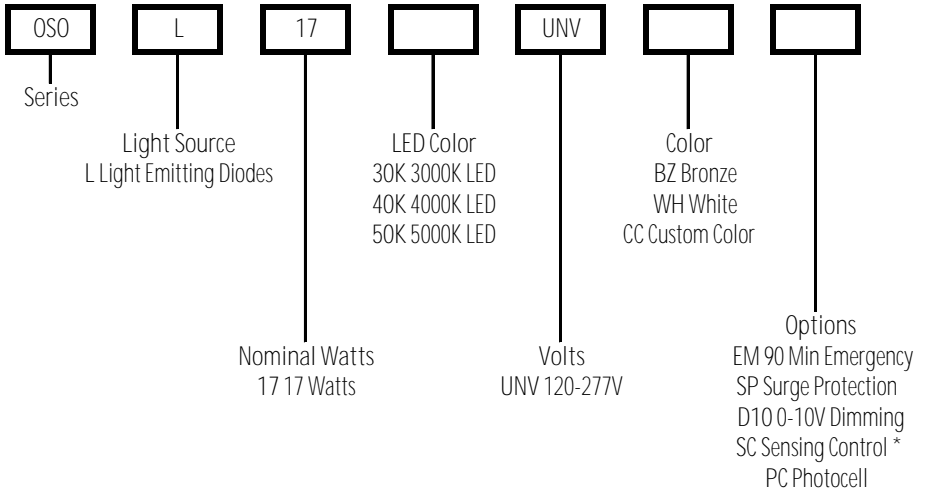 OSO L 17 UNV
Series
Light Source
L Light Emitting Diodes
LED Color
30K 3000K LED
40K 4000K LED
50K 5000K LED
Color
BZ Bronze
WH White
CC Custom Color
Nominal Watts
17 17 Watts
Volts
UNV 120-277V
Options
EM 90 Min Emergency
SP Surge Protection
D10 0-10V Dimming
SC Sensing Control *
PC Photocell